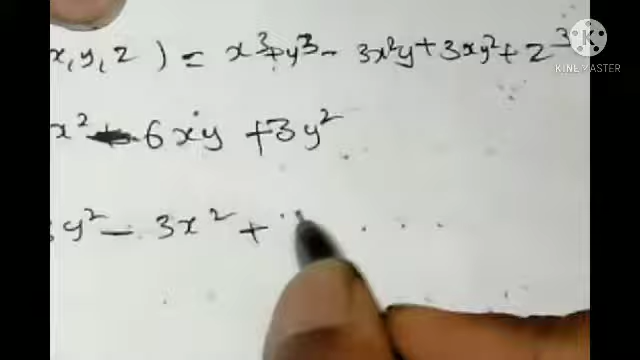 x, y, z ) = x³+y³ - 3x²y + 3xy² + z³
x² - 6xy + 3y²
y² - 3x² +
KINEMASTER